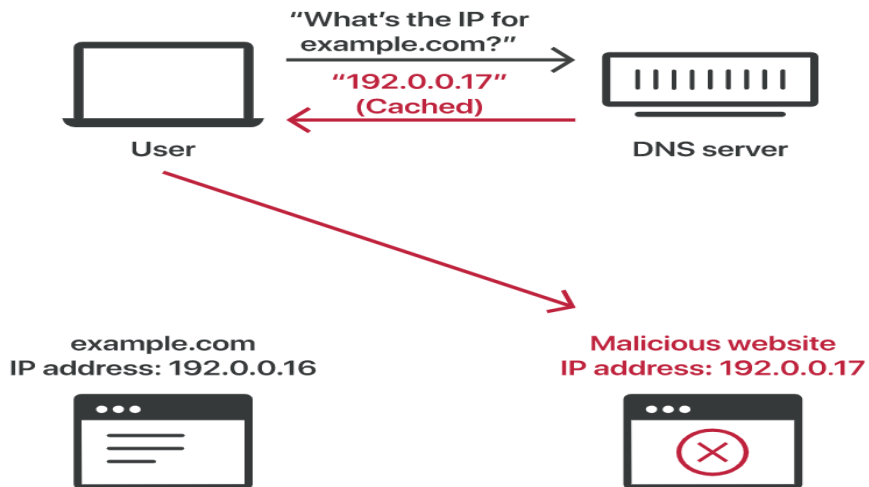 “What’s the IP for
example.com?”
“192.0.0.17”
(Cached)
User
DNS server
example.com
IP address: 192.0.0.16
Malicious website
IP address: 192.0.0.17